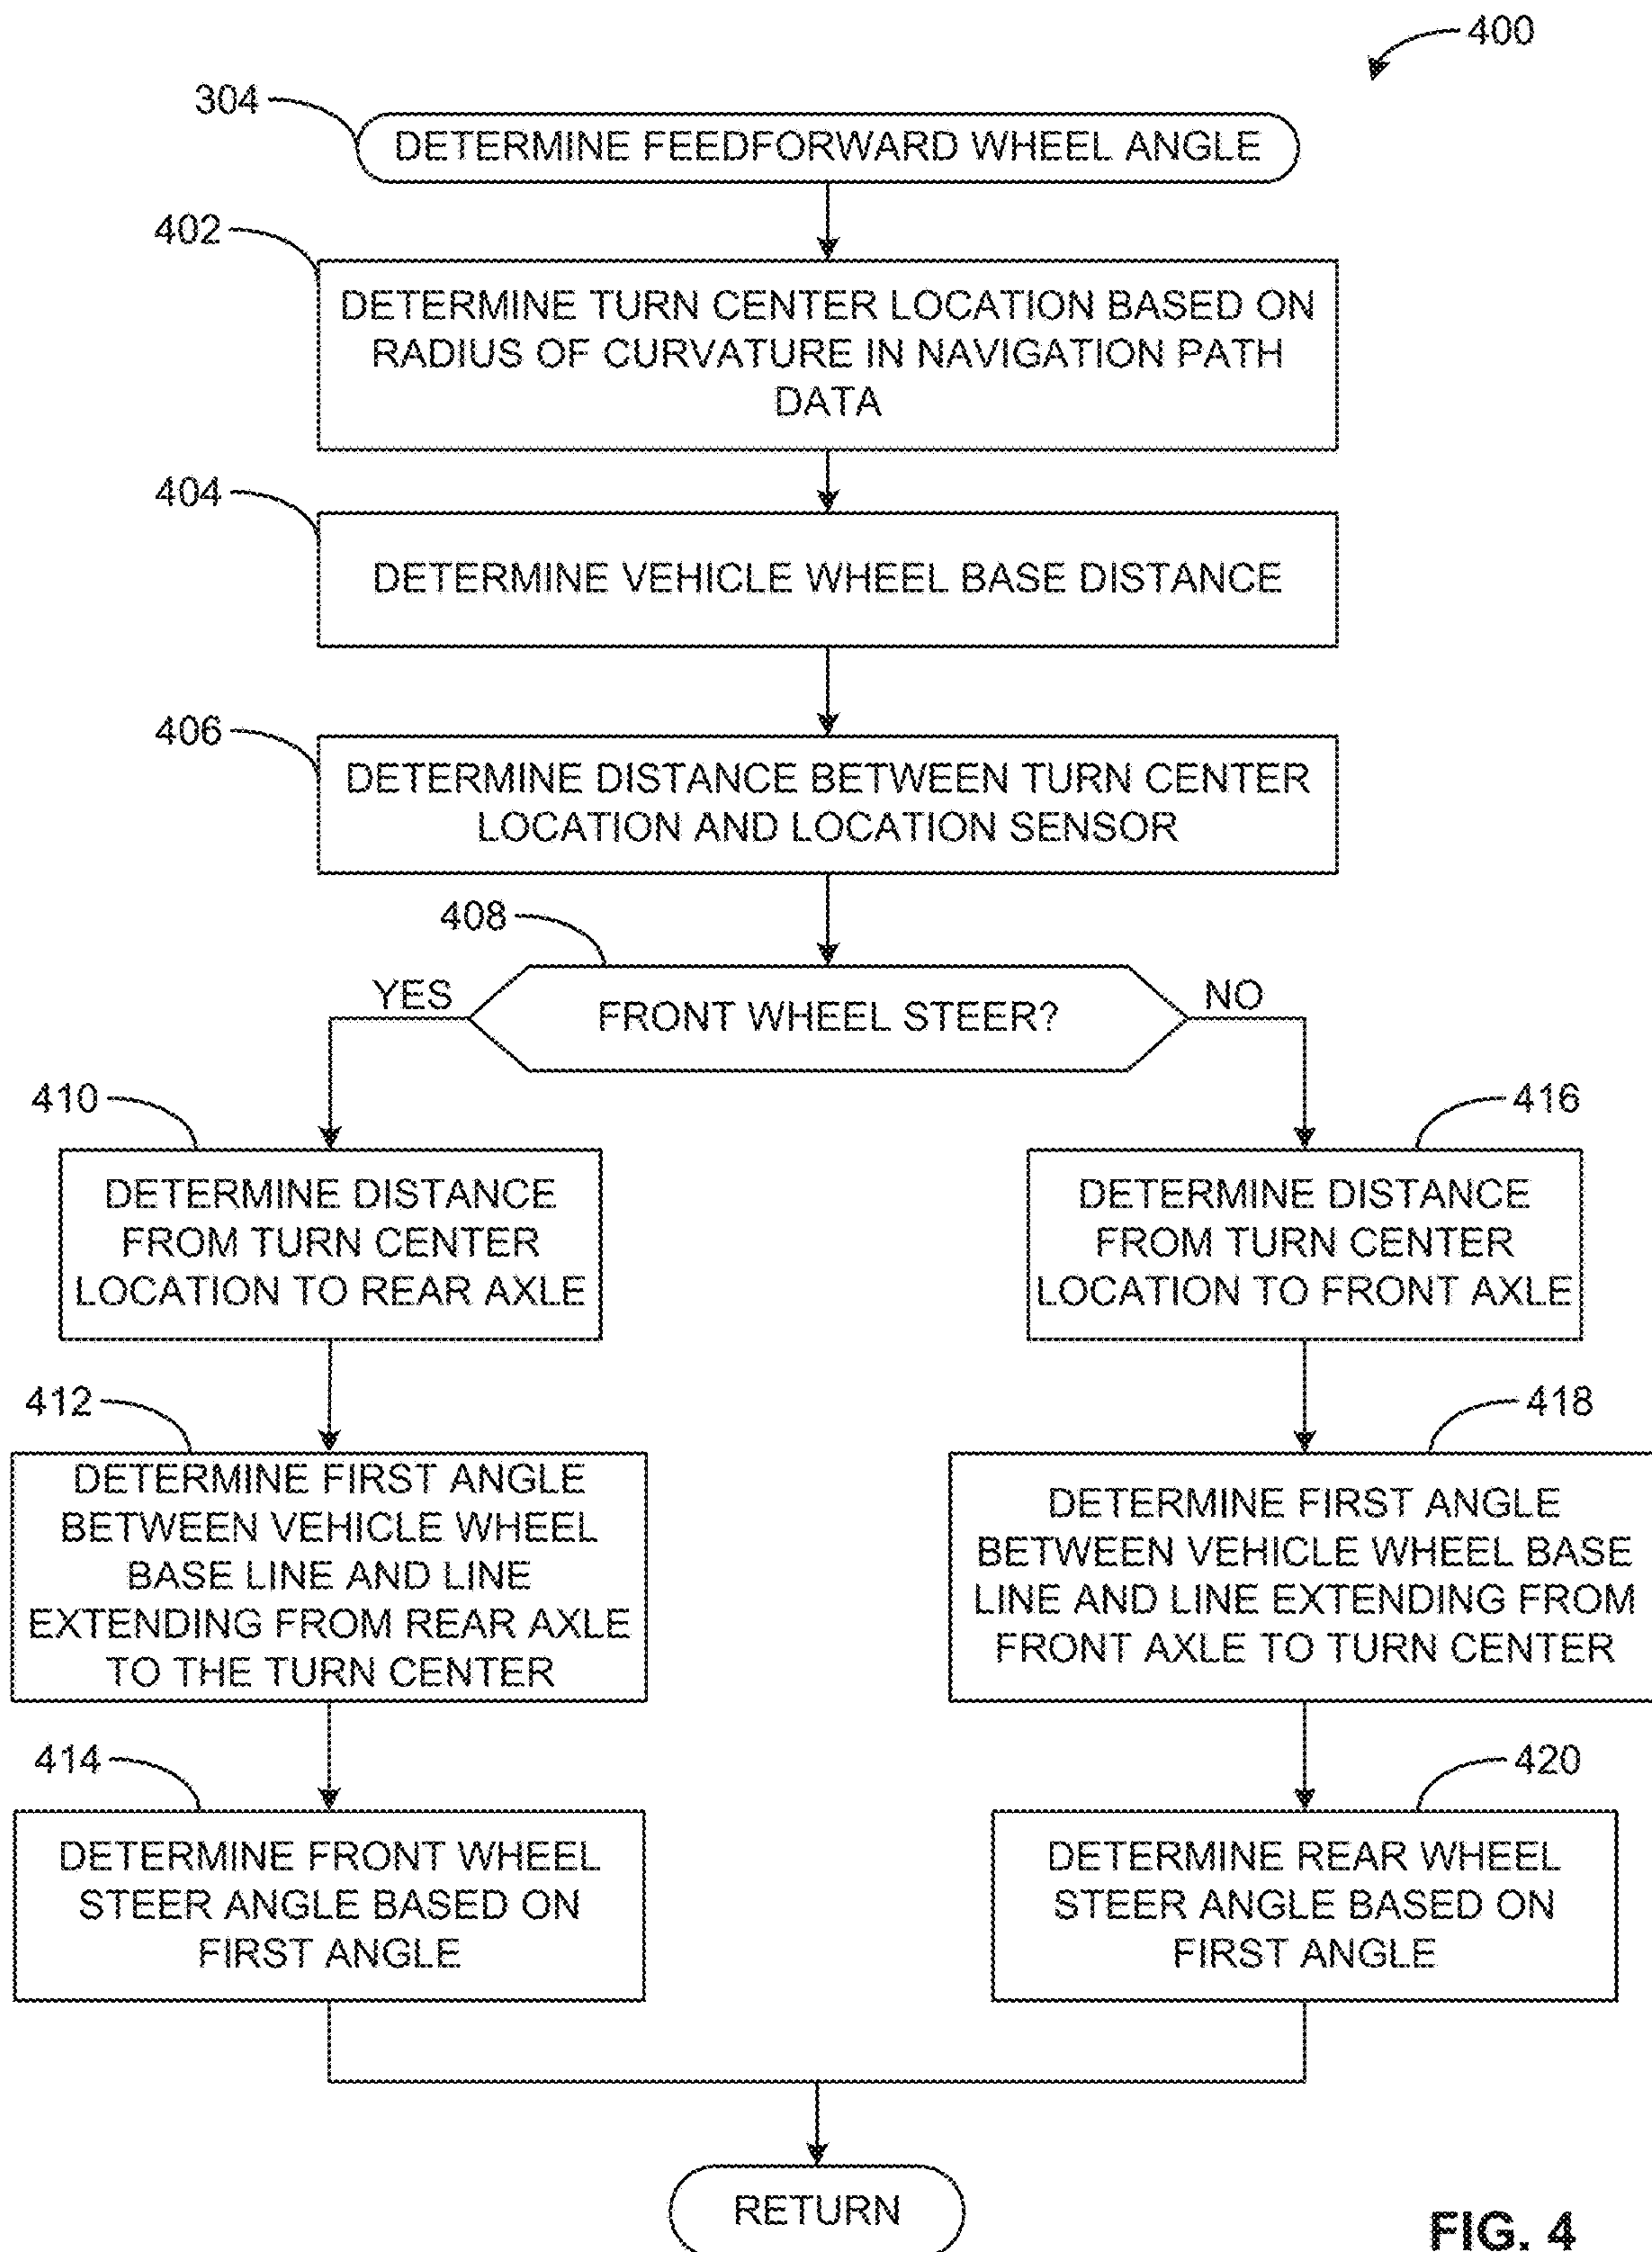 400
304
DETERMINE FEEDFORWARD WHEEL ANGLE
402
DETERMINE TURN CENTER LOCATION BASED ON
RADIUS OF CURVATURE IN NAVIGATION PATH
DATA
404
DETERMINE VEHICLE WHEEL BASE DISTANCE
406
DETERMINE DISTANCE BETWEEN TURN CENTER
LOCATION AND LOCATION SENSOR
408
YES
FRONT WHEEL STEER?
NO
410
DETERMINE DISTANCE
FROM TURN CENTER
LOCATION TO REAR AXLE
412
DETERMINE FIRST ANGLE
BETWEEN VEHICLE WHEEL
BASE LINE AND LINE
EXTENDING FROM REAR AXLE
TO THE TURN CENTER
414
DETERMINE FRONT WHEEL
STEER ANGLE BASED ON
FIRST ANGLE
416
DETERMINE DISTANCE
FROM TURN CENTER
LOCATION TO FRONT AXLE
418
DETERMINE FIRST ANGLE
BETWEEN VEHICLE WHEEL BASE
LINE AND LINE EXTENDING FROM
FRONT AXLE TO TURN CENTER
420
DETERMINE REAR WHEEL
STEER ANGLE BASED ON
FIRST ANGLE
RETURN
FIG. 4